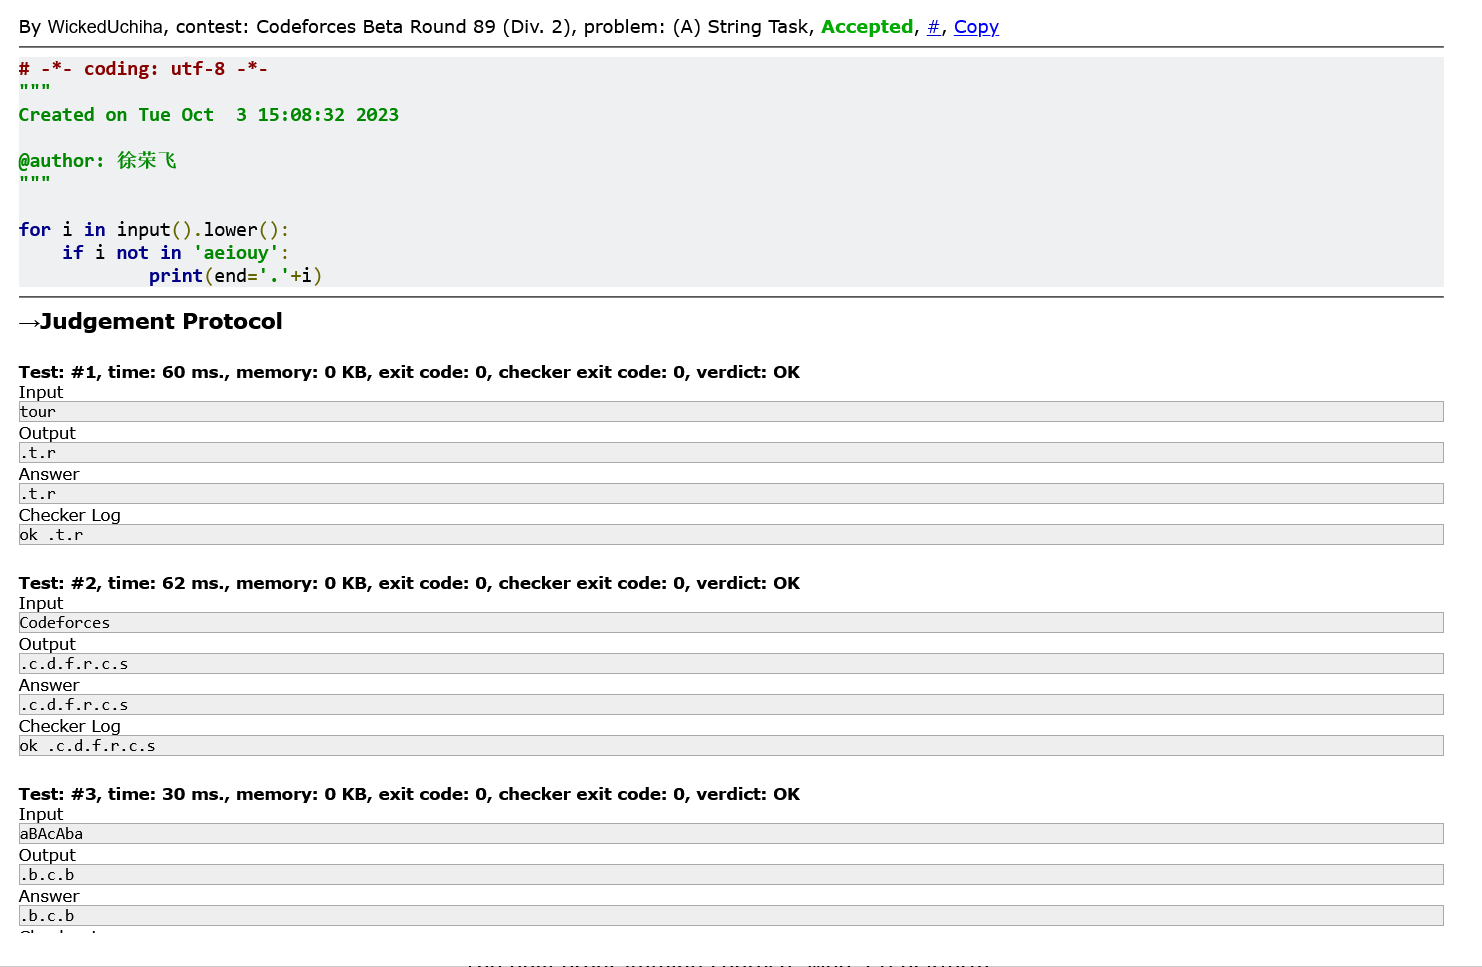 By WickedUchiha, contest: Codeforces Beta Round 89 (Div. 2), problem: (A) String Task, Accepted, #, Copy
# -*- coding: utf-8 -*-
"""
Created on Tue Oct  3 15:08:32 2023
@author: 徐荣飞
"""
for i in input().lower():
    if i not in 'aeiouy':
            print(end='.'+i)
→Judgement Protocol
Test: #1, time: 60 ms., memory: 0 KB, exit code: 0, checker exit code: 0, verdict: OK
Input
tour
Output
.t.r
Answer
.t.r
Checker Log
ok .t.r
Test: #2, time: 62 ms., memory: 0 KB, exit code: 0, checker exit code: 0, verdict: OK
Input
Codeforces
Output
.c.d.f.r.c.s
Answer
.c.d.f.r.c.s
Checker Log
ok .c.d.f.r.c.s
Test: #3, time: 30 ms., memory: 0 KB, exit code: 0, checker exit code: 0, verdict: OK
Input
aBAcAba
Output
.b.c.b
Answer
.b.c.b